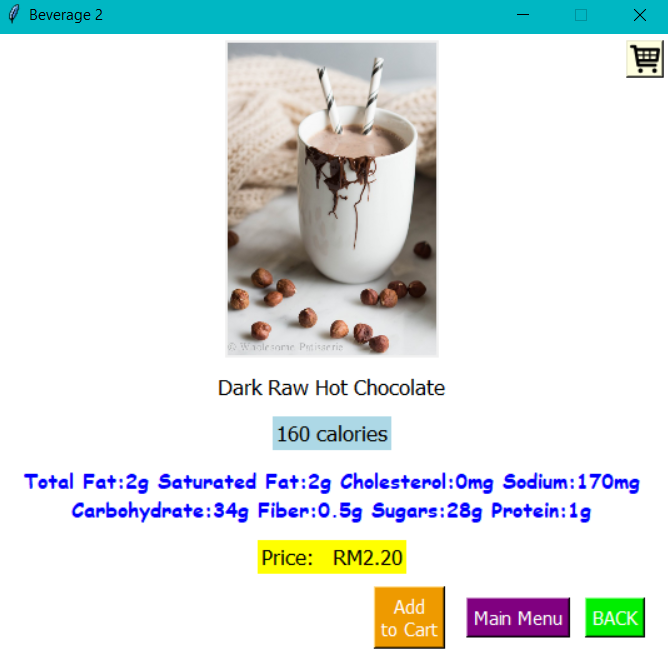 Beverage 2
© Wholesome Patisserie
Dark Raw Hot Chocolate
160 calories
Total Fat:2g Saturated Fat:2g Cholesterol:0mg Sodium:170mg
Carbohydrate:34g Fiber:0.5g Sugars:28g Protein:1g
Price: RM2.20
Add
to Cart
Main Menu
BACK